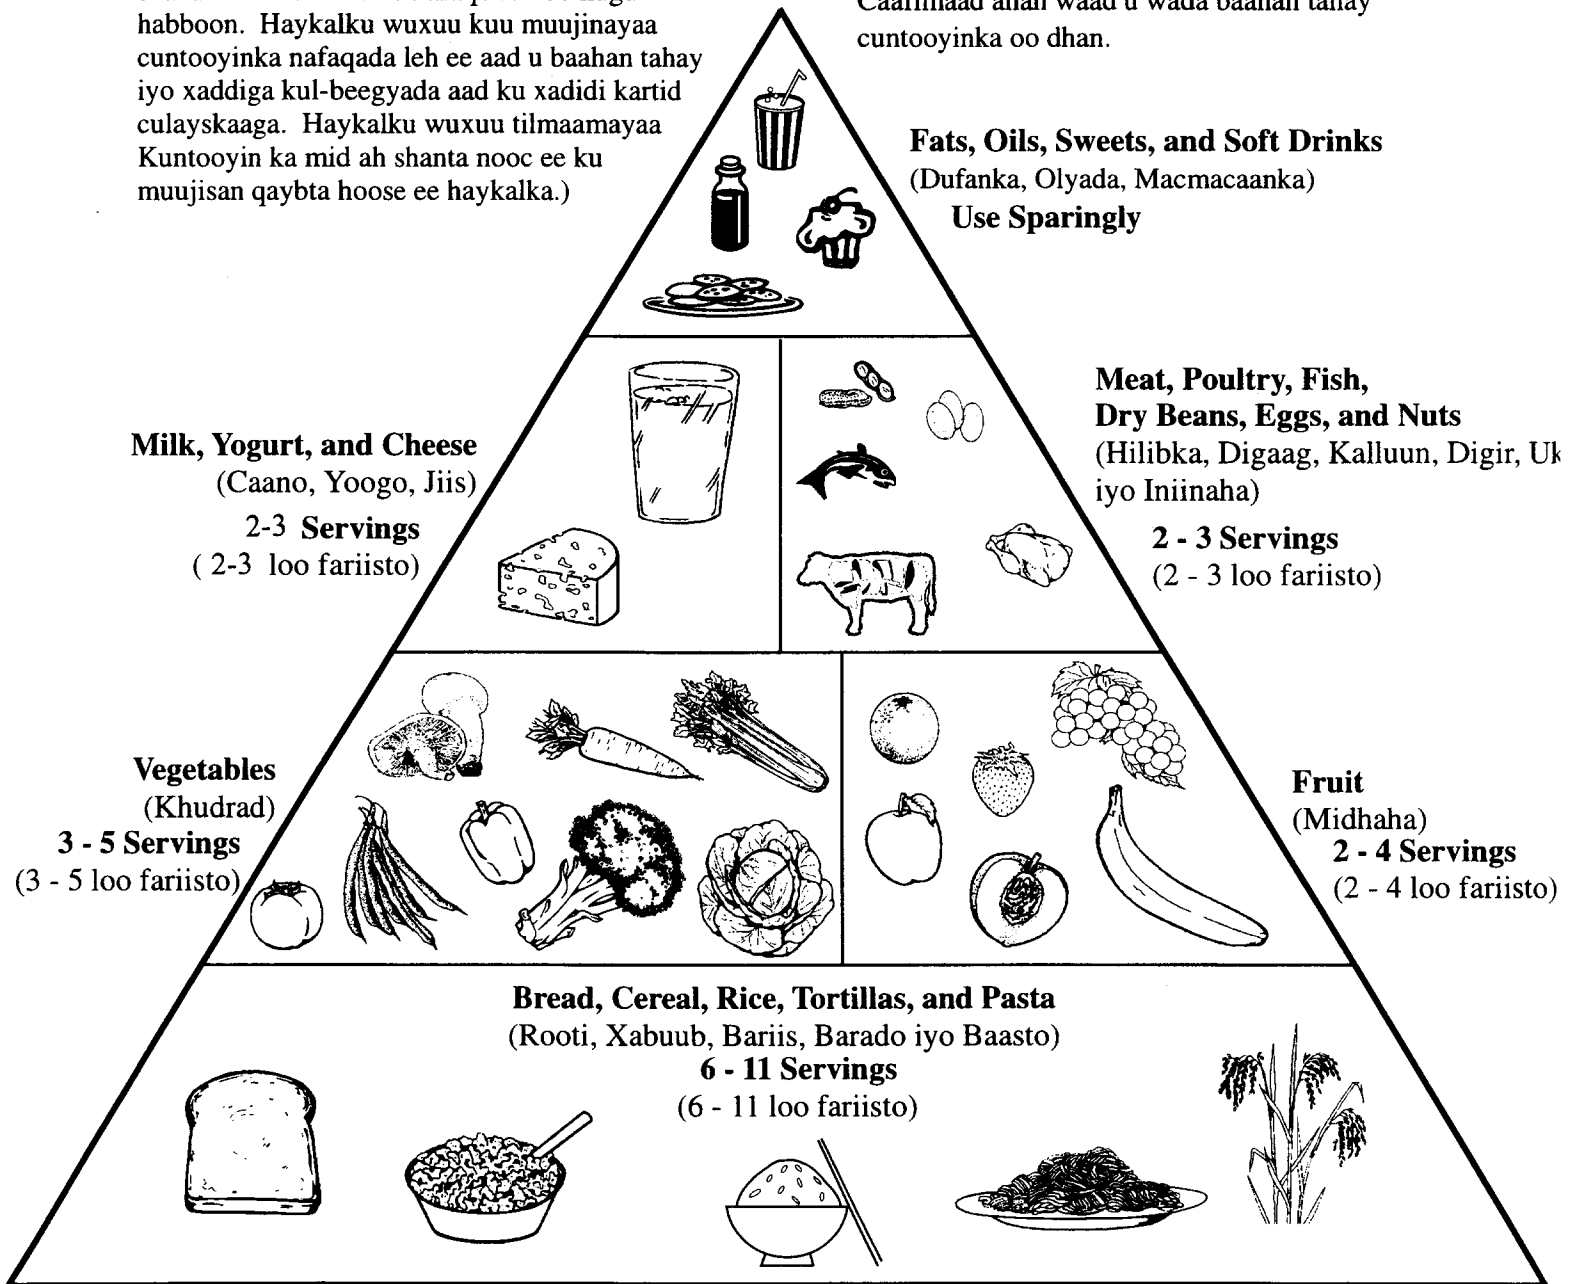 habboon. Haykalku wuxuu kuu muujinayaa
cuntooyinka nafaqada leh ee aad u baahan tahay
iyo xaddiga kul-beegyada aad ku xadidi kartid
culayskaaga. Haykalku wuxuu tilmaamayaa
Kuntooyin ka mid ah shanta nooc ee ku
muujisan qaybta hoose ee haykalka.)
Caafimaad ahan waad u wada baahan tahay
cuntooyinka oo dhan.
Fats, Oils, Sweets, and Soft Drinks
(Dufanka, Olyada, Macmacaanka)
Use Sparingly
Milk, Yogurt, and Cheese
(Caano, Yoogo, Jiis)
2-3 Servings
( 2-3 loo fariisto)
Meat, Poultry, Fish,
Dry Beans, Eggs, and Nuts
(Hilibka, Digaag, Kalluun, Digir,
iyo Iniinaha)
2 - 3 Servings
(2 - 3 loo fariisto)
Vegetables
(Khudrad)
3 - 5 Servings
(3 - 5 loo fariisto)
Fruit
(Midhaha)
2 - 4 Servings
(2 - 4 loo fariisto)
Bread, Cereal, Rice, Tortillas, and Pasta
(Rooti, Xabuub, Bariis, Barado iyo Baasto)
6 - 11 Servings
(6 - 11 loo fariisto)